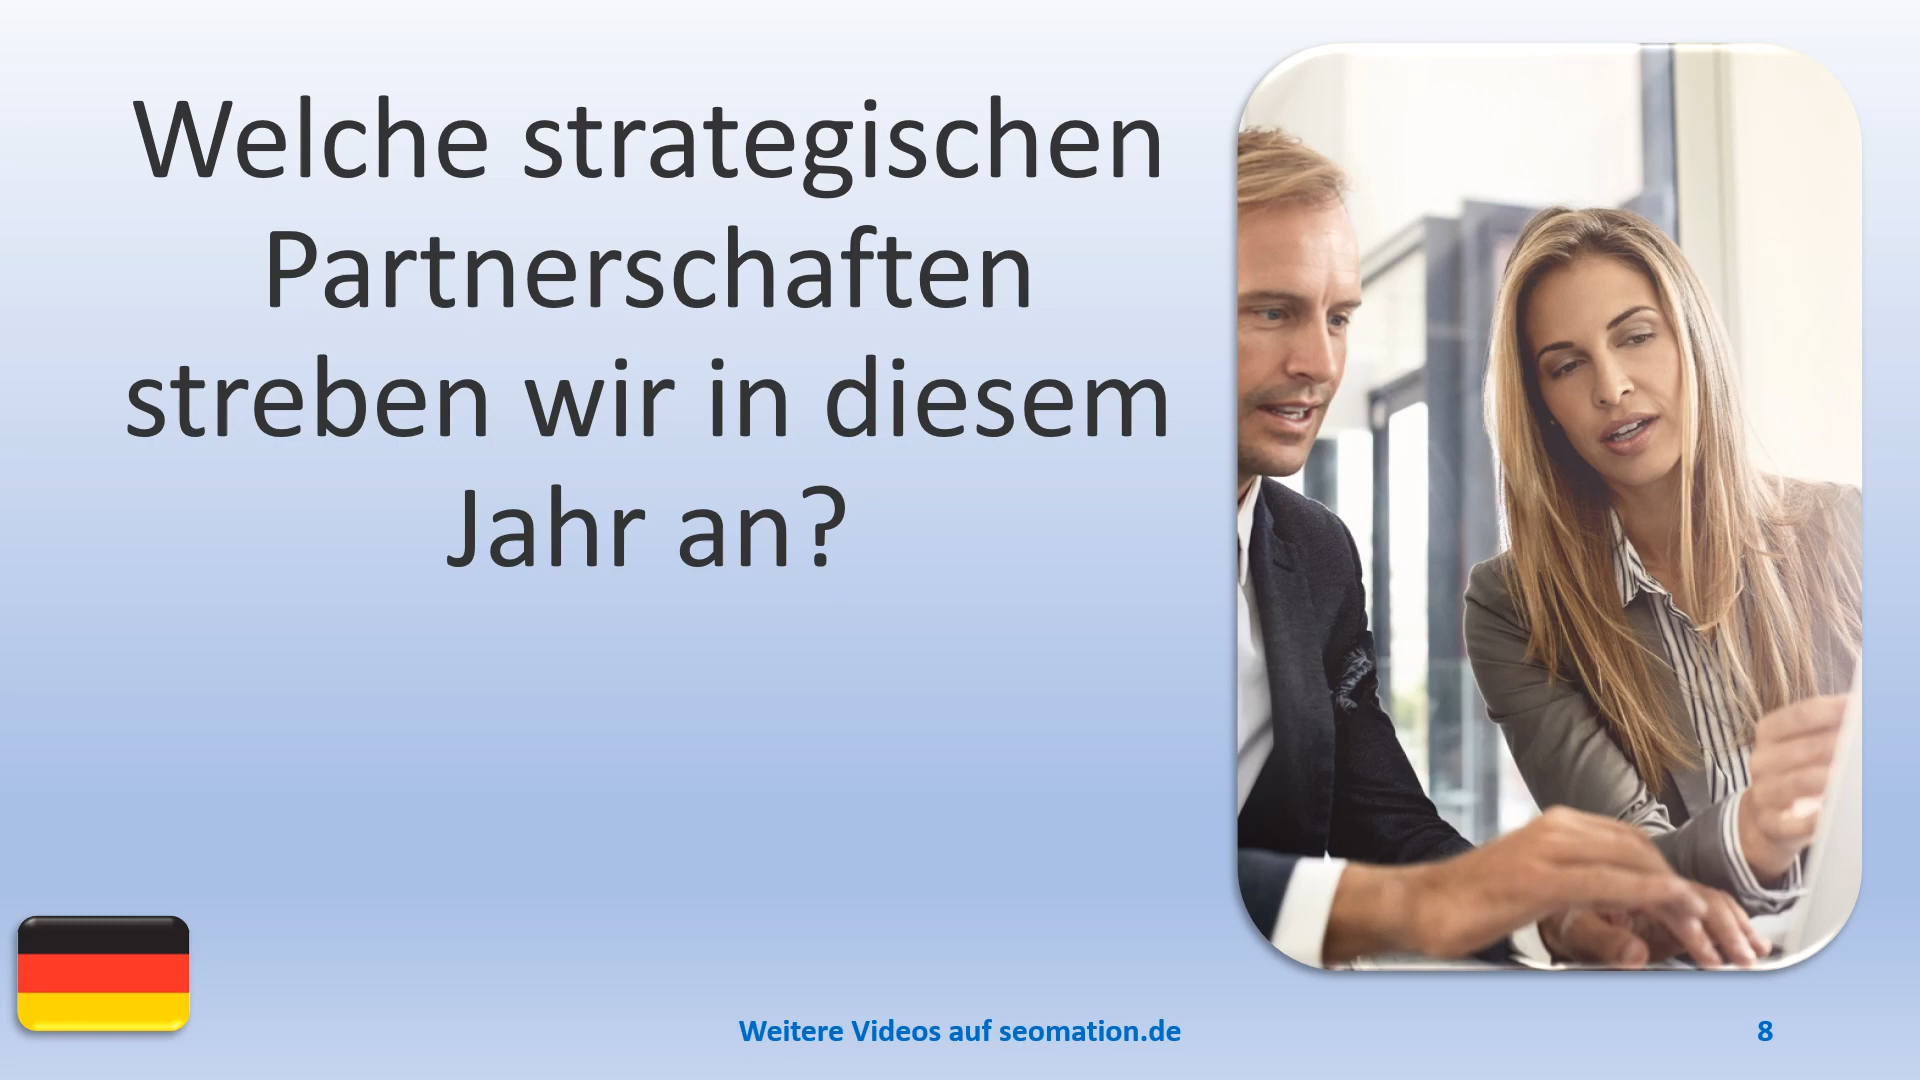 Welche strategischen
Partnerschaften
streben wir in diesem
Jahr an?
Weitere Videos auf seomation.de
8